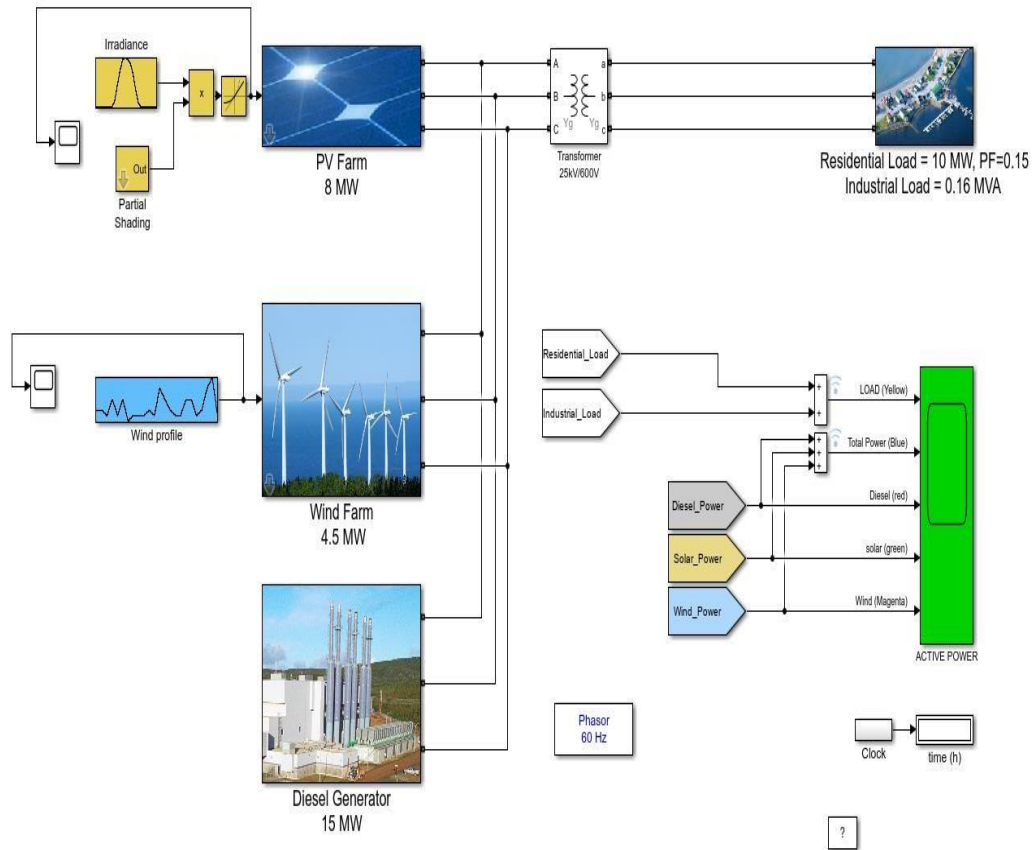 Irradiance
x
Out
Partial
Shading
PV Farm
8 MW
A
B
C
a
b
c
Yg
Yg
Transformer
25kV/600V
Residential Load = 10 MW, PF=0.15
Industrial Load = 0.16 MVA
Wind profile
Wind Farm
4.5 MW
Residential_Load
Industrial_Load
+
+
LOAD (Yellow)
+
+
+
Total Power (Blue)
Diesel_Power
Diesel (red)
Solar_Power
solar (green)
Wind_Power
Wind (Magenta)
ACTIVE POWER
Diesel Generator
15 MW
Phasor
60 Hz
Clock
time (h)
?